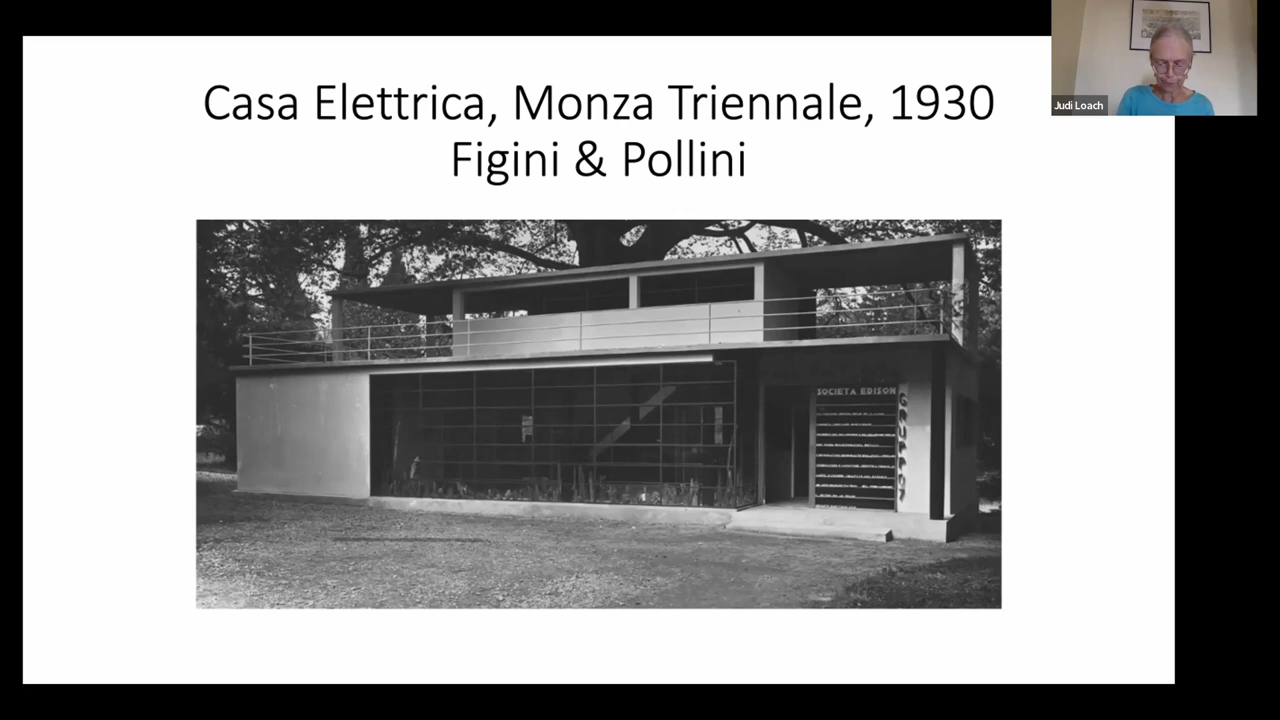 Casa Elettrica, Monza Triennale, 1930
Figini & Pollini
Judi Loach
SOCIETA EDISON
GRUPPO 7